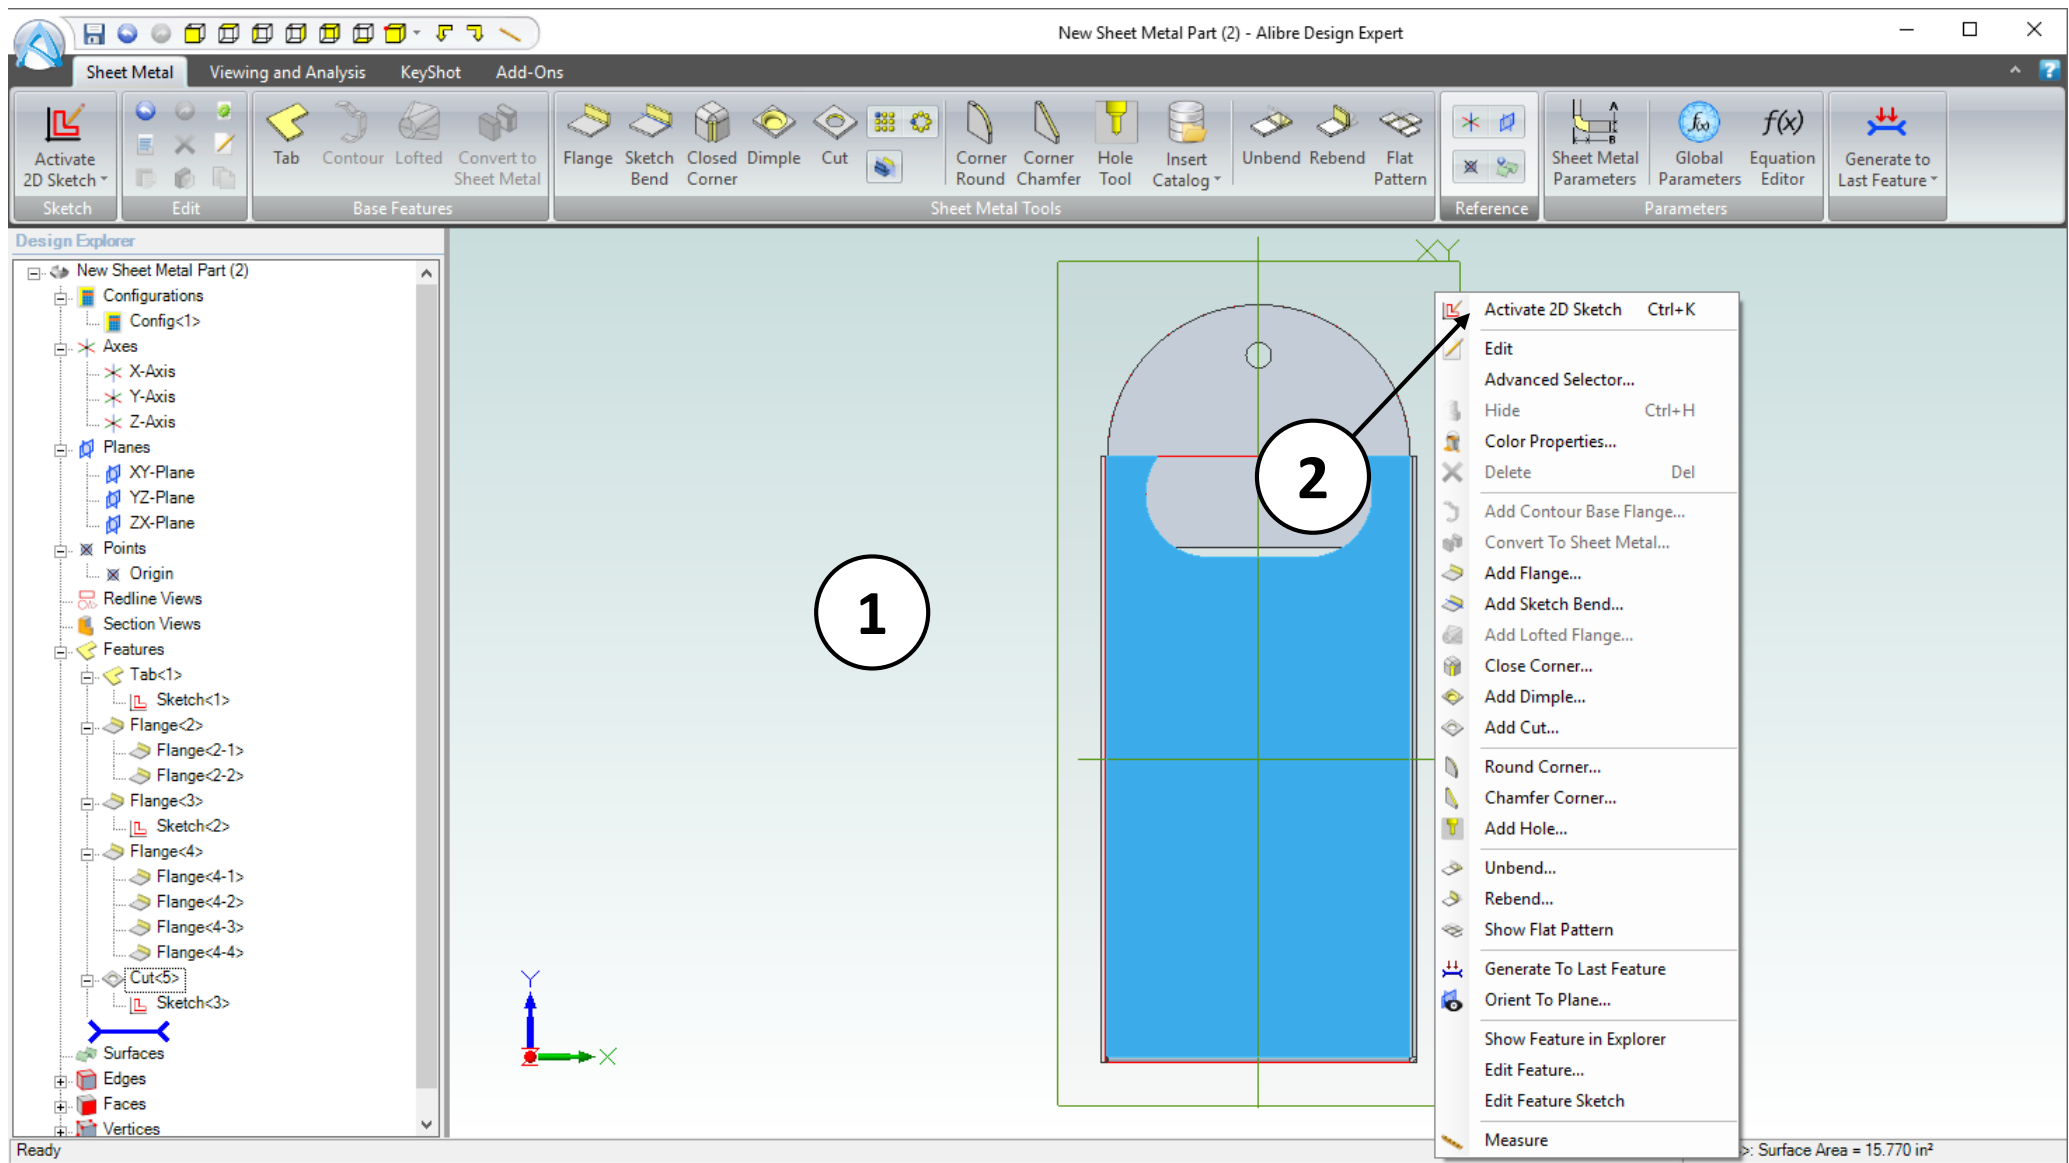 New Sheet Metal Part (2) - Alibre Design Expert
Sheet Metal
Viewing and Analysis
KeyShot
Add-Ons
Activate
2D Sketch
Sketch
Edit
Tab
Contour
Lofted
Convert to
Sheet Metal
Base Features
Flange
Sketch
Bend
Closed
Corner
Dimple
Cut
Corner
Round
Corner
Chamfer
Hole
Tool
Insert
Catalog
Unbend
Rebend
Flat
Pattern
Sheet Metal Tools
Reference
A
B
Sheet Metal
Parameters
f(x)
Global
Parameters
f(x)
Equation
Editor
Parameters
Generate to
Last Feature
Design Explorer
New Sheet Metal Part (2)
Configurations
Config<1>
Axes
X-Axis
Y-Axis
Z-Axis
Planes
XY-Plane
YZ-Plane
ZX-Plane
Points
Origin
Redline Views
Section Views
Features
Tab<1>
Sketch<1>
Flange<2>
Flange<2-1>
Flange<2-2>
Flange<3>
Sketch<2>
Flange<4>
Flange<4-1>
Flange<4-2>
Flange<4-3>
Flange<4-4>
Cut<5>
Sketch<3>
Surfaces
Edges
Faces
Vertices
1
2
XY
Y
X
Z
Activate 2D Sketch Ctrl+K
Edit
Advanced Selector...
Hide Ctrl+H
Color Properties...
Delete Del
Add Contour Base Flange...
Convert To Sheet Metal...
Add Flange...
Add Sketch Bend...
Add Lofted Flange...
Close Corner...
Add Dimple...
Add Cut...
Round Corner...
Chamfer Corner...
Add Hole...
Unbend...
Rebend...
Show Flat Pattern
Generate To Last Feature
Orient To Plane...
Show Feature in Explorer
Edit Feature...
Edit Feature Sketch
Measure
Ready
>: Surface Area = 15.770 in²